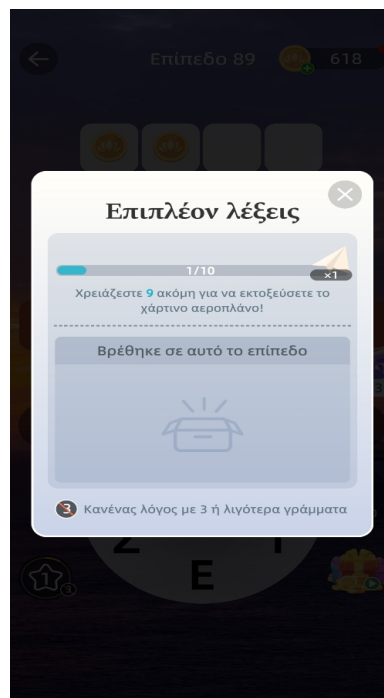 Επίπεδο 89
618
Επιπλέον λέξεις
1/10
x1
Χρειάζεστε 9 ακόμη για να εκτοξεύσετε το
χάρτινο αεροπλάνο!
Βρέθηκε σε αυτό το επίπεδο
3 Κανένας λόγος με 3 ή λιγότερα γράμματα
E
1